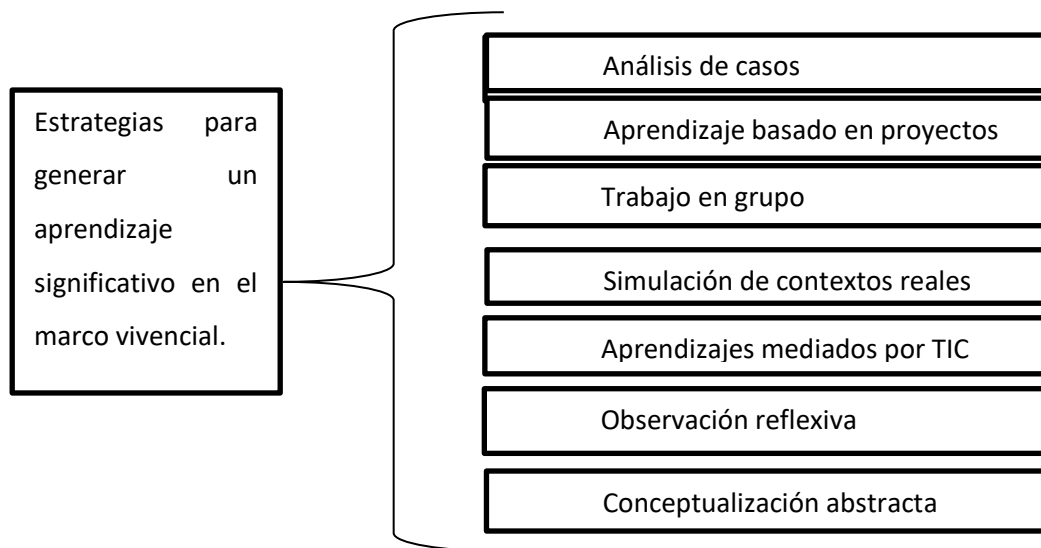 Estrategias para
generar un
aprendizaje
significativo en el
marco vivencial.
Análisis de casos
Aprendizaje basado en proyectos
Trabajo en grupo
Simulación de contextos reales
Aprendizajes mediados por TIC
Observación reflexiva
Conceptualización abstracta